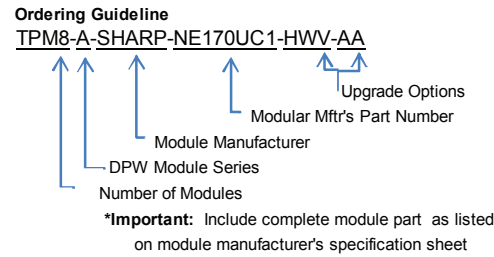 Ordering Guideline
TPM8-A-SHARP-NE170UC1-HWV-AA
Upgrade Options
Modular Mftr's Part Number
Module Manufacturer
DPW Module Series
Number of Modules
*Important: Include complete module part as listed
on module manufacturer's specification sheet